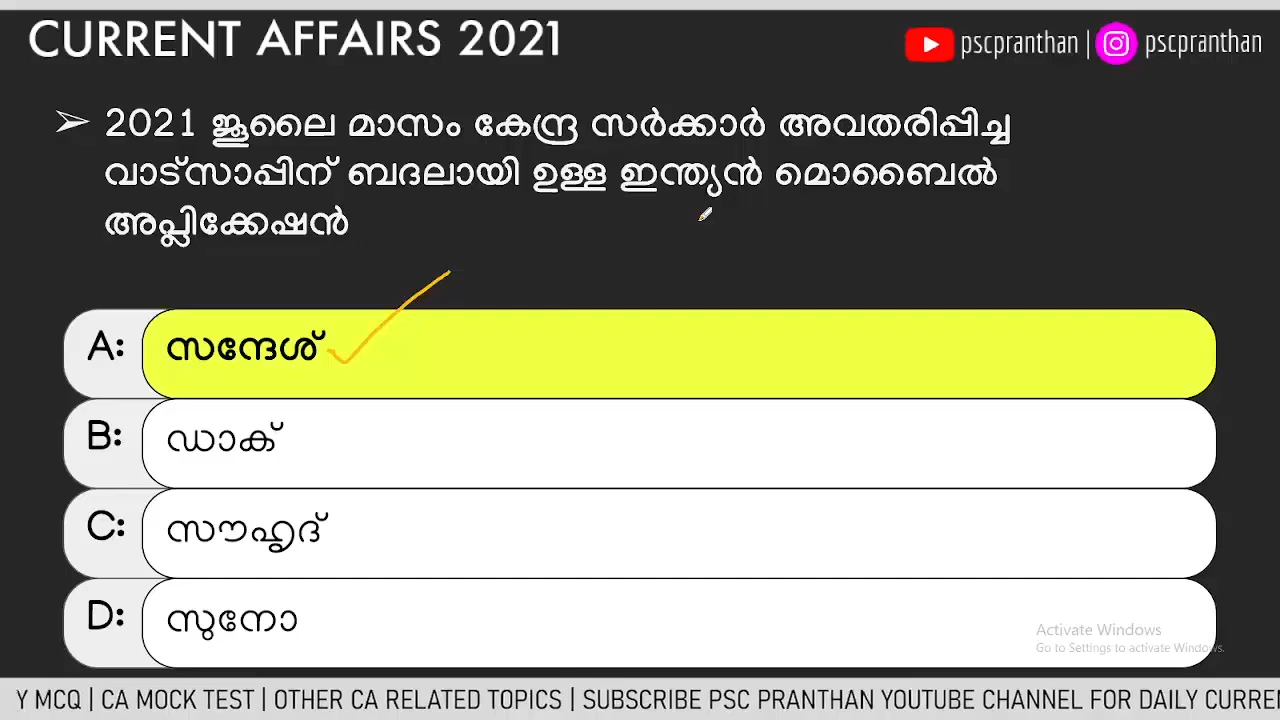 CURRENT AFFAIRS 2021
pscpranthan | pscpranthan
➢ 2021 ജൂലൈ മാസം കേന്ദ്ര സർക്കാർ അവതരിപ്പിച്ച
വാട്സാപ്പിന് ബദലായി ഉള്ള ഇന്ത്യൻ മൊബൈൽ
അപ്ലിക്കേഷൻ
A: സന്ദേശ്
B: ഡാക്
C: സൗഹൃദ്
D: സുനോ
Activate Windows
Go to Settings to activate Windows.
Y MCQ | CA MOCK TEST | OTHER CA RELATED TOPICS | SUBSCRIBE PSC PRANTHAN YOUTUBE CHANNEL FOR DAILY CURRE